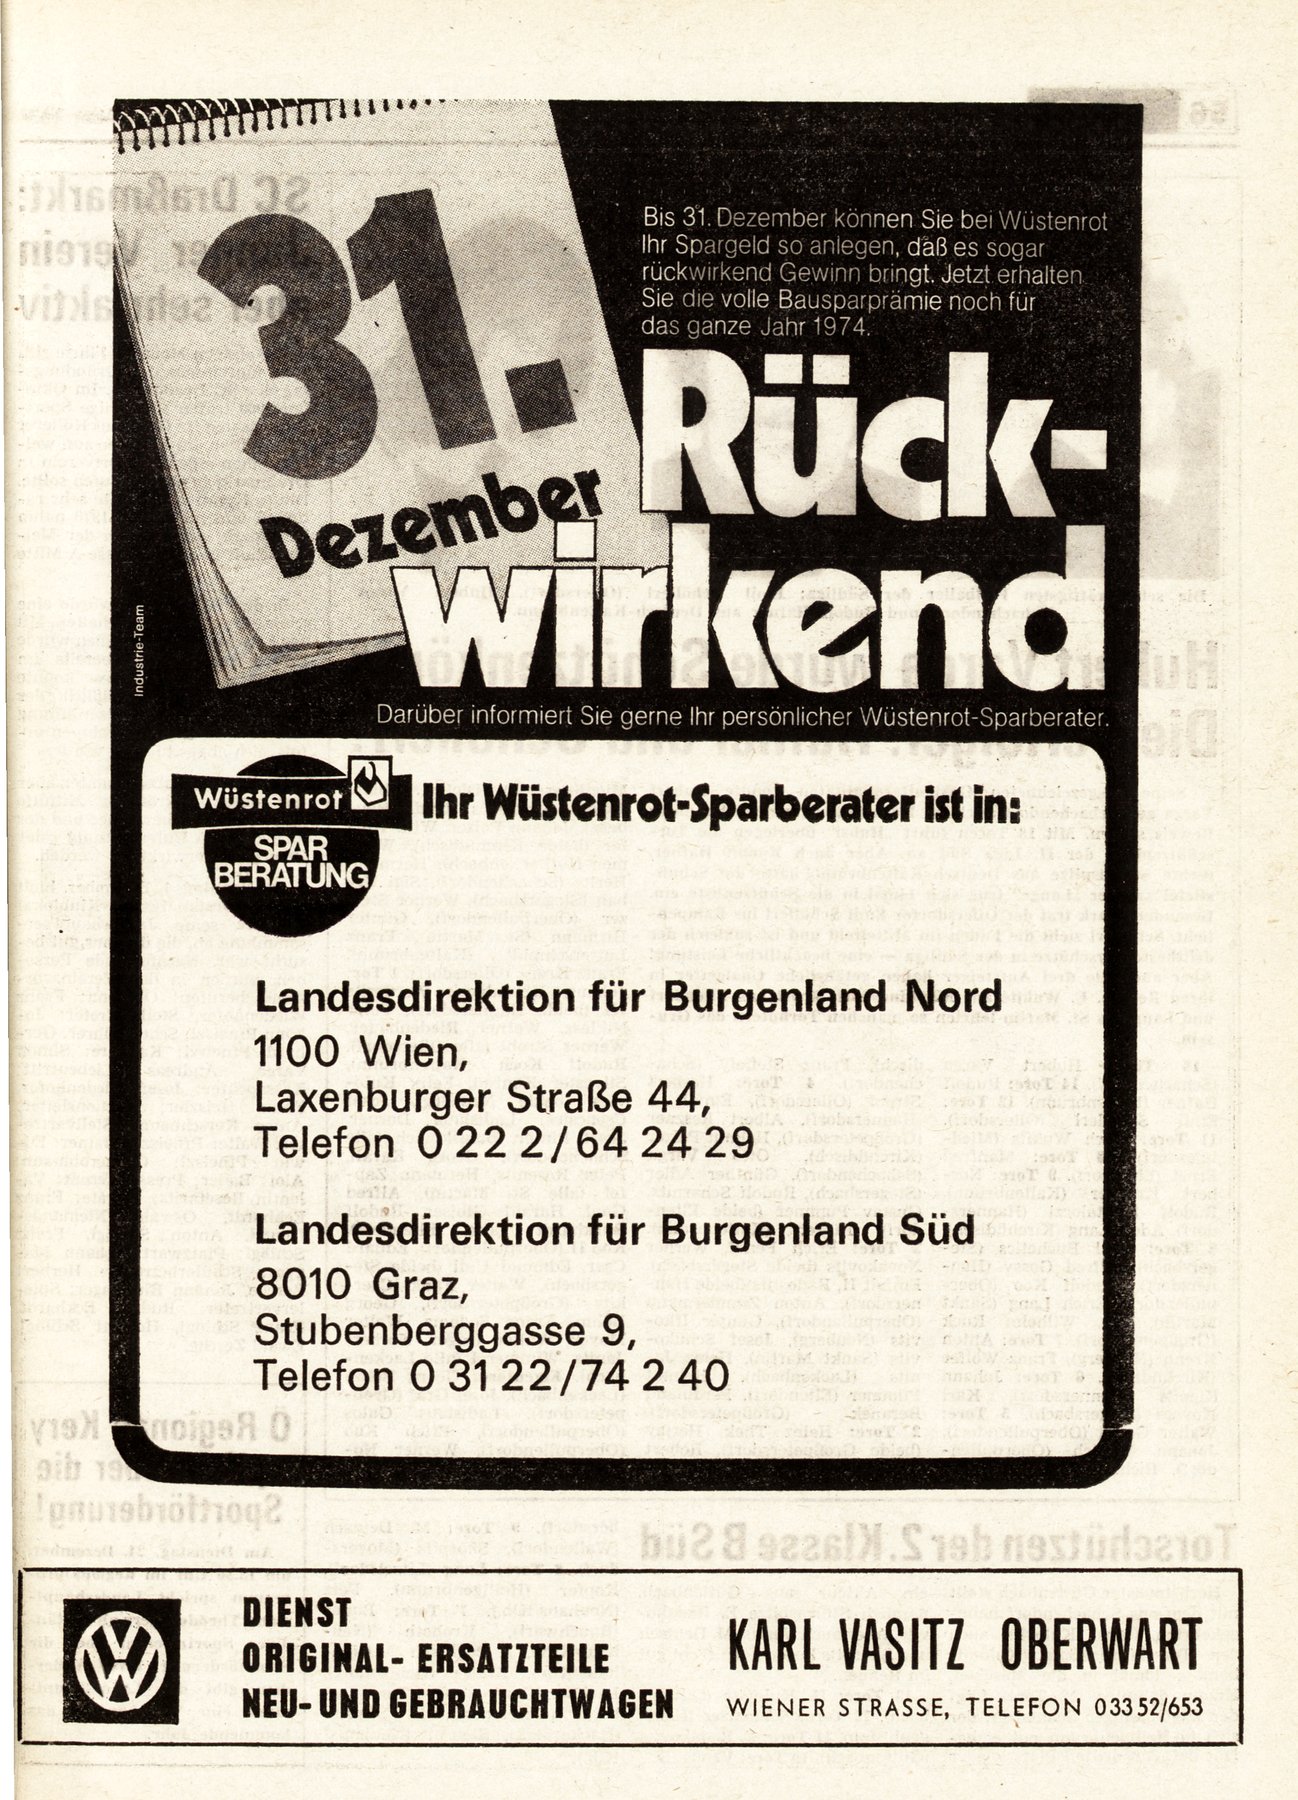 31.
Dezember
Bis 31. Dezember können Sie bei Wüstenrot
Ihr Spargeld so anlegen, daß es sogar
rückwirkend Gewinn bringt. Jetzt erhalten
Sie die volle Bausparprämie noch für
das ganze Jahr 1974.
Rück-
wirkend
Industrie-Team
Darüber informiert Sie gerne Ihr persönlicher Wüstenrot-Sparberater.
Wüstenrot
SPAR
BERATUNG
Ihr Wüstenrot-Sparberater ist in:
Landesdirektion für Burgenland Nord
1100 Wien,
Laxenburger Straße 44,
Telefon 0 22 2/64 24 29
Landesdirektion für Burgenland Süd
8010 Graz,
Stubenberggasse 9,
Telefon 0 31 22/74 2 40
DIENST
ORIGINAL- ERSATZTEILE
NEU- UND GEBRAUCHTWAGEN
KARL VASITZ OBERWART
WIENER STRASSE, TELEFON 03352/653